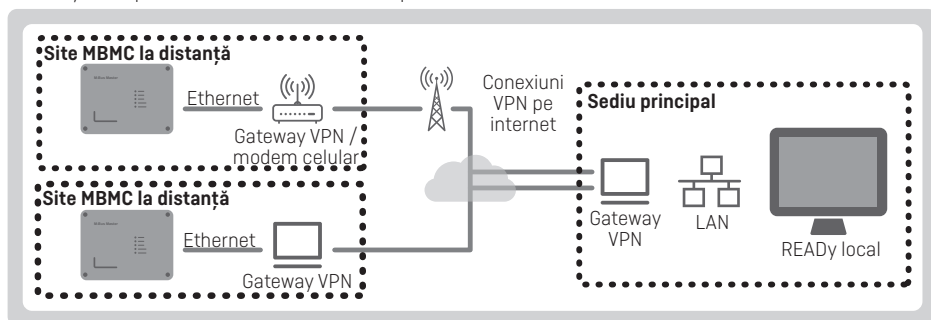 Site MBMC la distanță
Ethernet
Gateway VPN /
modem celular
Conexiuni
VPN pe
internet
Site MBMC la distanță
Ethernet
Gateway VPN
Sediu principal
Gateway
VPN
LAN
READy local